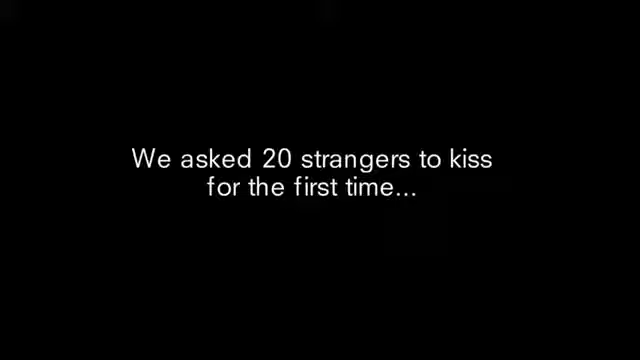 We asked 20 strangers to kiss
for the first time...